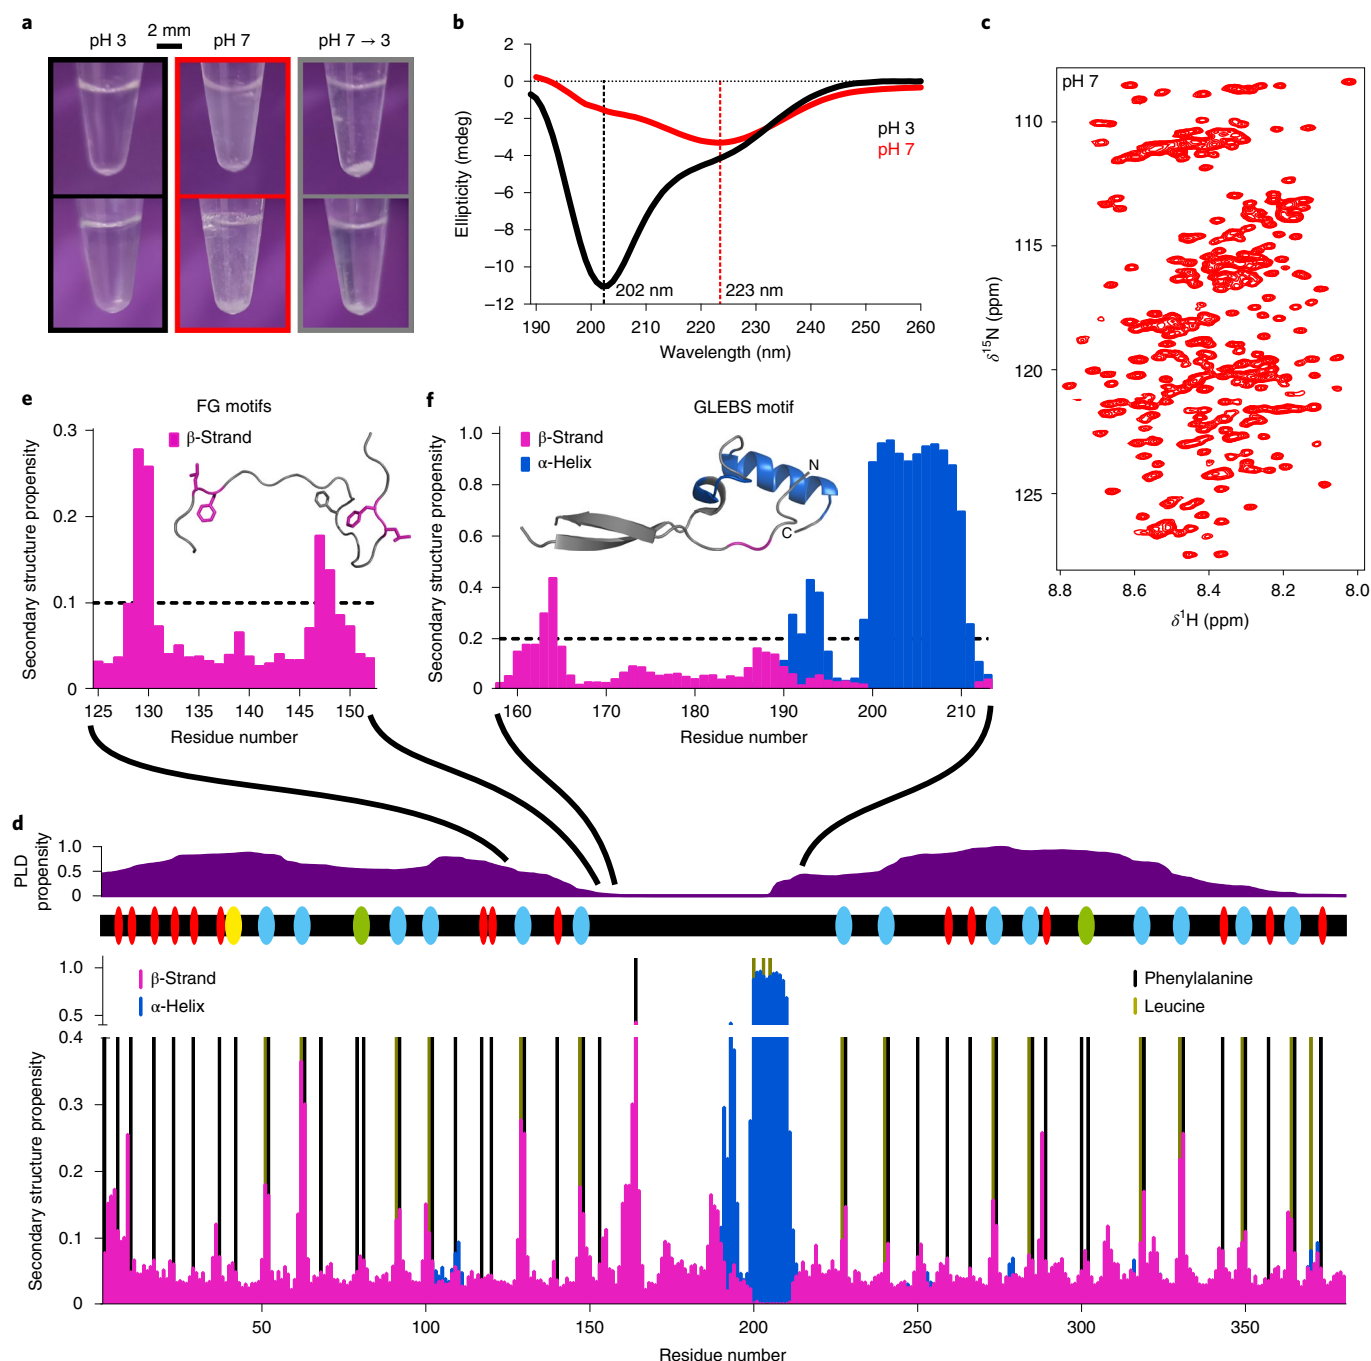 a
2 mm
pH 3
pH 7
pH 7 → 3
b
2
0
−2
−4
−6
−8
−10
−12
Ellipticity (mdeg)
pH 3
pH 7
202 nm
223 nm
190 200 210 220 230 240 250 260
Wavelength (nm)
c
pH 7
110
115
120
125
δ15N (ppm)
8.8 8.6 8.4 8.2 8.0
δ1H (ppm)
e
FG motifs
0.3
0.2
0.1
0
β-Strand
Secondary structure propensity
125 130 135 140 145 150
Residue number
f
GLEBS motif
1.0
0.8
0.6
0.4
0.2
0
β-Strand
α-Helix
N
C
Secondary structure propensity
160 170 180 190 200 210
Residue number
d
1.0
0.5
0
PLD
propensity
1.0
0.5
0.4
0.3
0.2
0.1
0
β-Strand
α-Helix
Phenylalanine
Leucine
Secondary structure propensity
50 100 150 200 250 300 350
Residue number